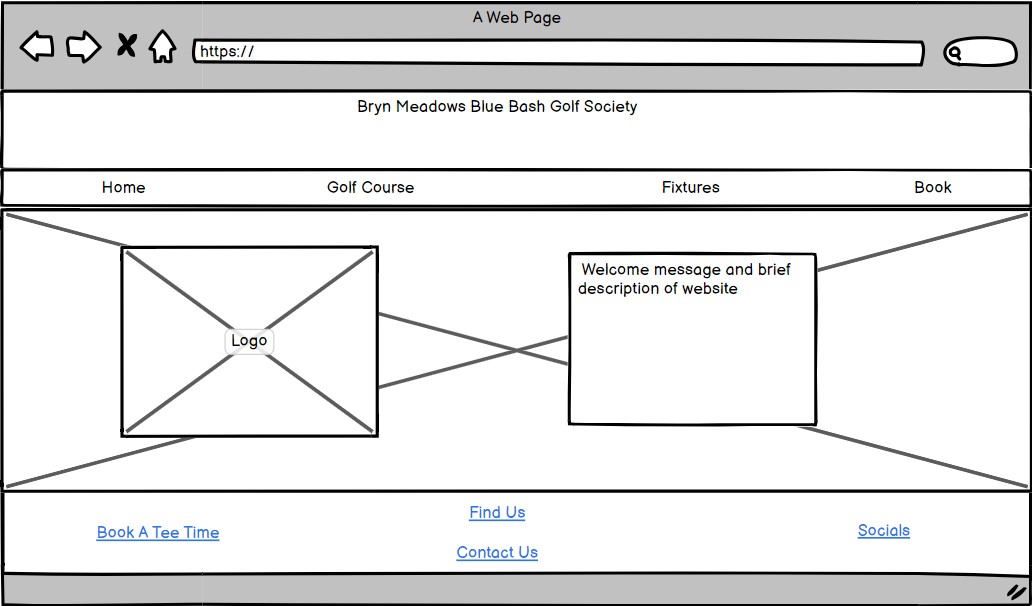 A Web Page
https://
Bryn Meadows Blue Bash Golf Society
Home Golf Course Fixtures Book
Logo
Welcome message and brief
description of website
Find Us
Book A Tee Time
Socials
Contact Us